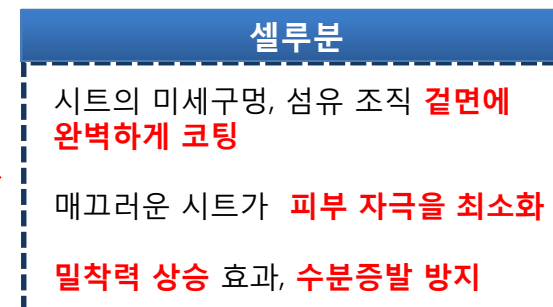 셀루분
시트의 미세구멍, 섬유 조직 겉면에
완벽하게 코팅
매끄러운 시트가 피부 자극을 최소화
밀착력 상승 효과, 수분증발 방지